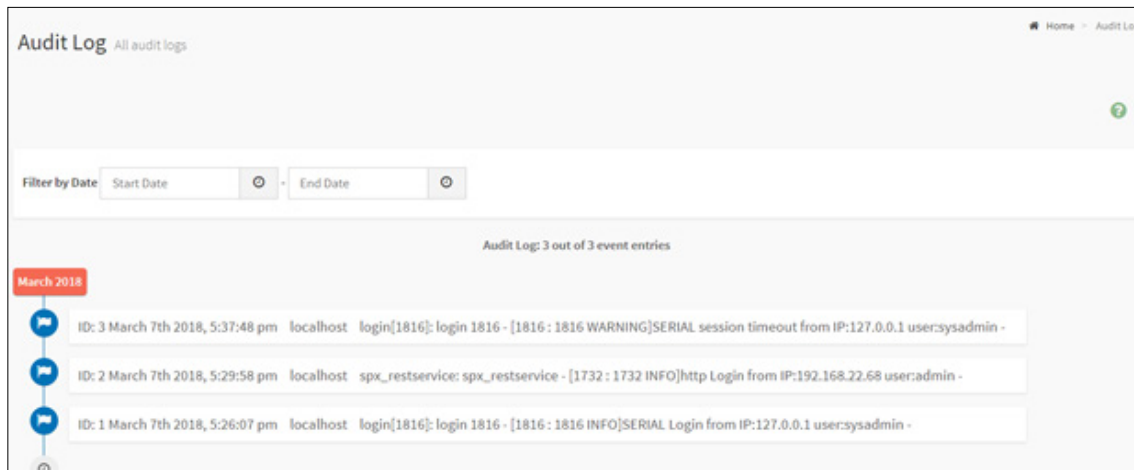 Home > Audit Lo
Audit Log All audit logs
Filter by Date Start Date - End Date
Audit Log: 3 out of 3 event entries
March 2018
ID: 3 March 7th 2018, 5:37:48 pm localhost login[1816]: login 1816 - [1816 : 1816 WARNING]SERIAL session timeout from IP:127.0.0.1 user:sysadmin -
ID: 2 March 7th 2018, 5:29:58 pm localhost spx_restservice: spx_restservice - [1732 : 1732 INFO]http Login from IP:192.168.22.68 user:admin -
ID: 1 March 7th 2018, 5:26:07 pm localhost login[1816]: login 1816 - [1816 : 1816 INFO]SERIAL Login from IP:127.0.0.1 user:sysadmin -